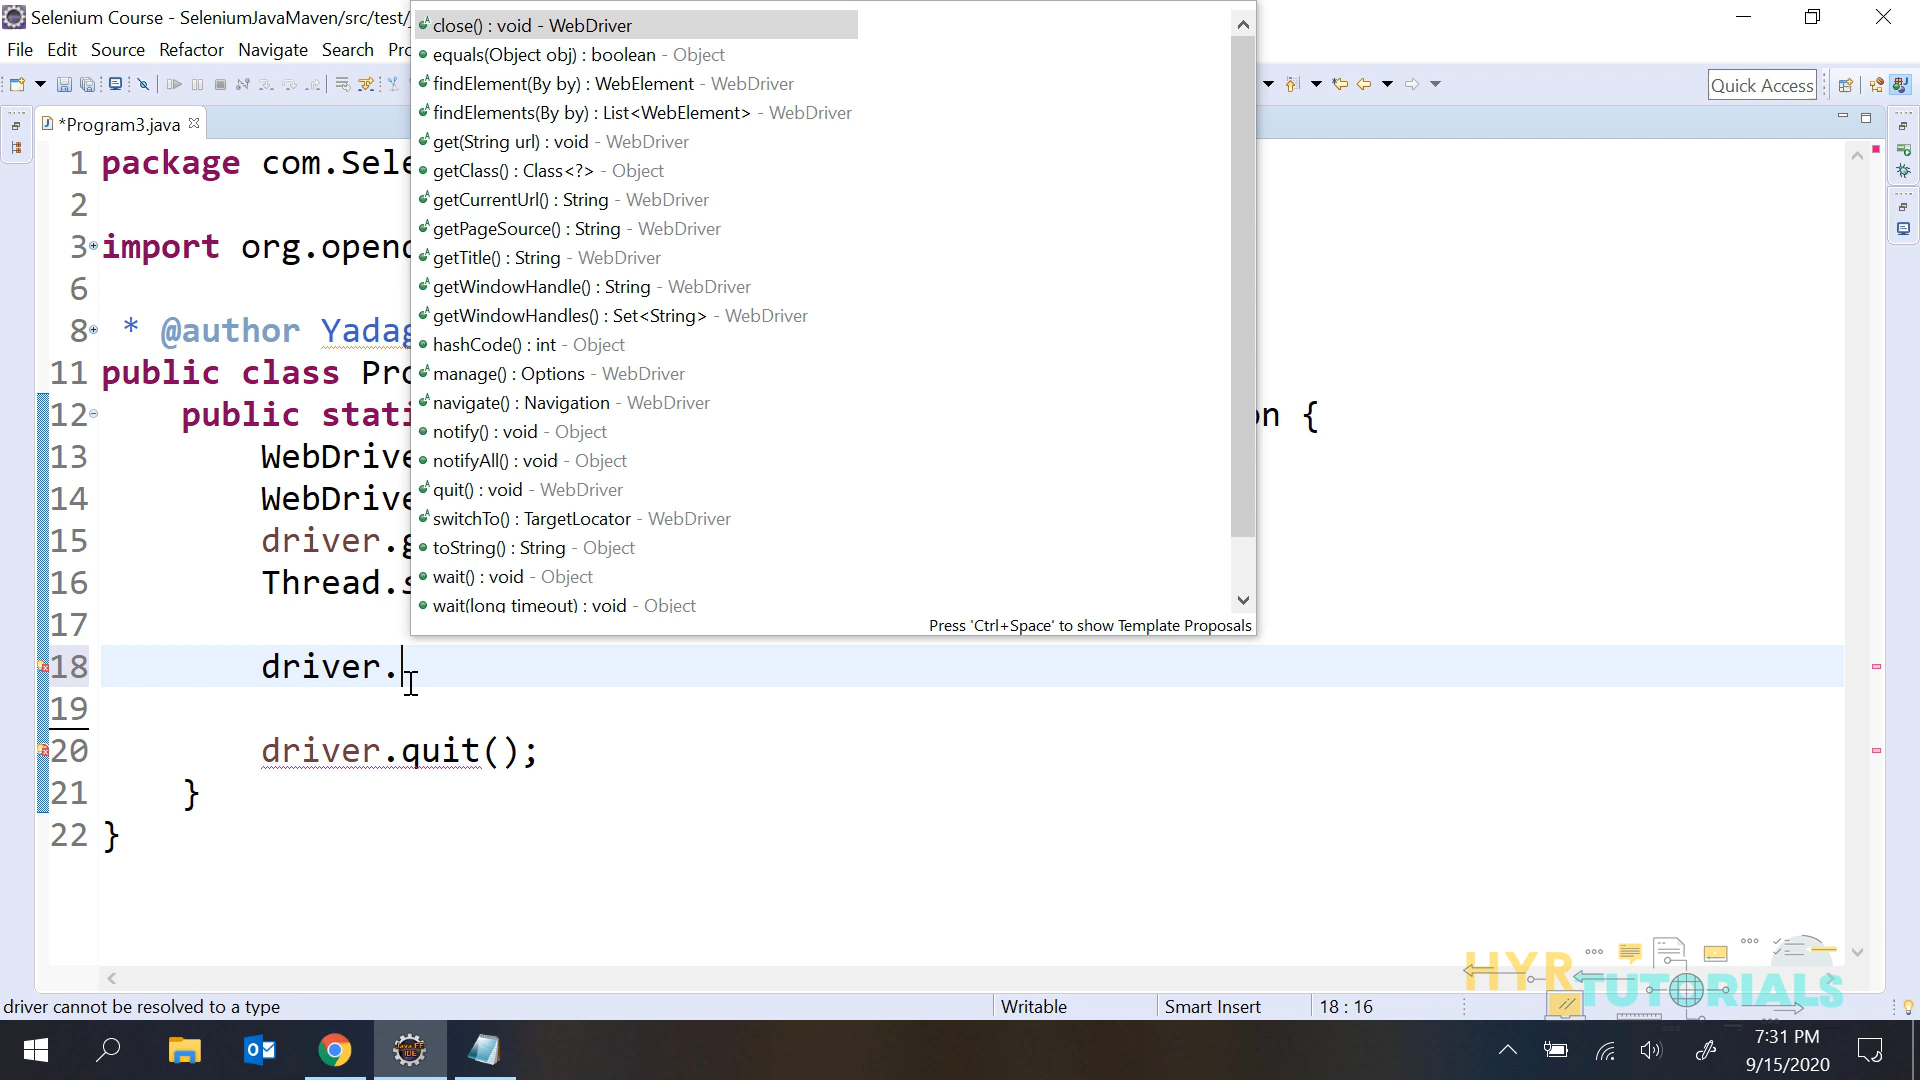 Selenium Course - SeleniumJavaMaven/src/test/
File Edit Source Refactor Navigate Search
Quick Access
*Program3.java
1 package com.Sele
2
3 import org.openq
6
8 * @author Yadag
11 public class Pro
12 public stati on {
13 WebDrive
14 WebDrive
15 driver.g
16 Thread.s
17
18 driver.
19
20 driver.quit();
21 }
22 }
close() : void - WebDriver
equals(Object obj) : boolean - Object
findElement(By by) : WebElement - WebDriver
findElements(By by) : List<WebElement> - WebDriver
get(String url) : void - WebDriver
getClass() : Class<?> - Object
getCurrentUrl() : String - WebDriver
getPageSource() : String - WebDriver
getTitle() : String - WebDriver
getWindowHandle() : String - WebDriver
getWindowHandles() : Set<String> - WebDriver
hashCode() : int - Object
manage() : Options - WebDriver
navigate() : Navigation - WebDriver
notify() : void - Object
notifyAll() : void - Object
quit() : void - WebDriver
switchTo() : TargetLocator - WebDriver
toString() : String - Object
wait() : void - Object
wait(long timeout) : void - Object
Press 'Ctrl+Space' to show Template Proposals
HYR TUTORIALS
driver cannot be resolved to a type
Writable
Smart Insert
18 : 16
7:31 PM
9/15/2020